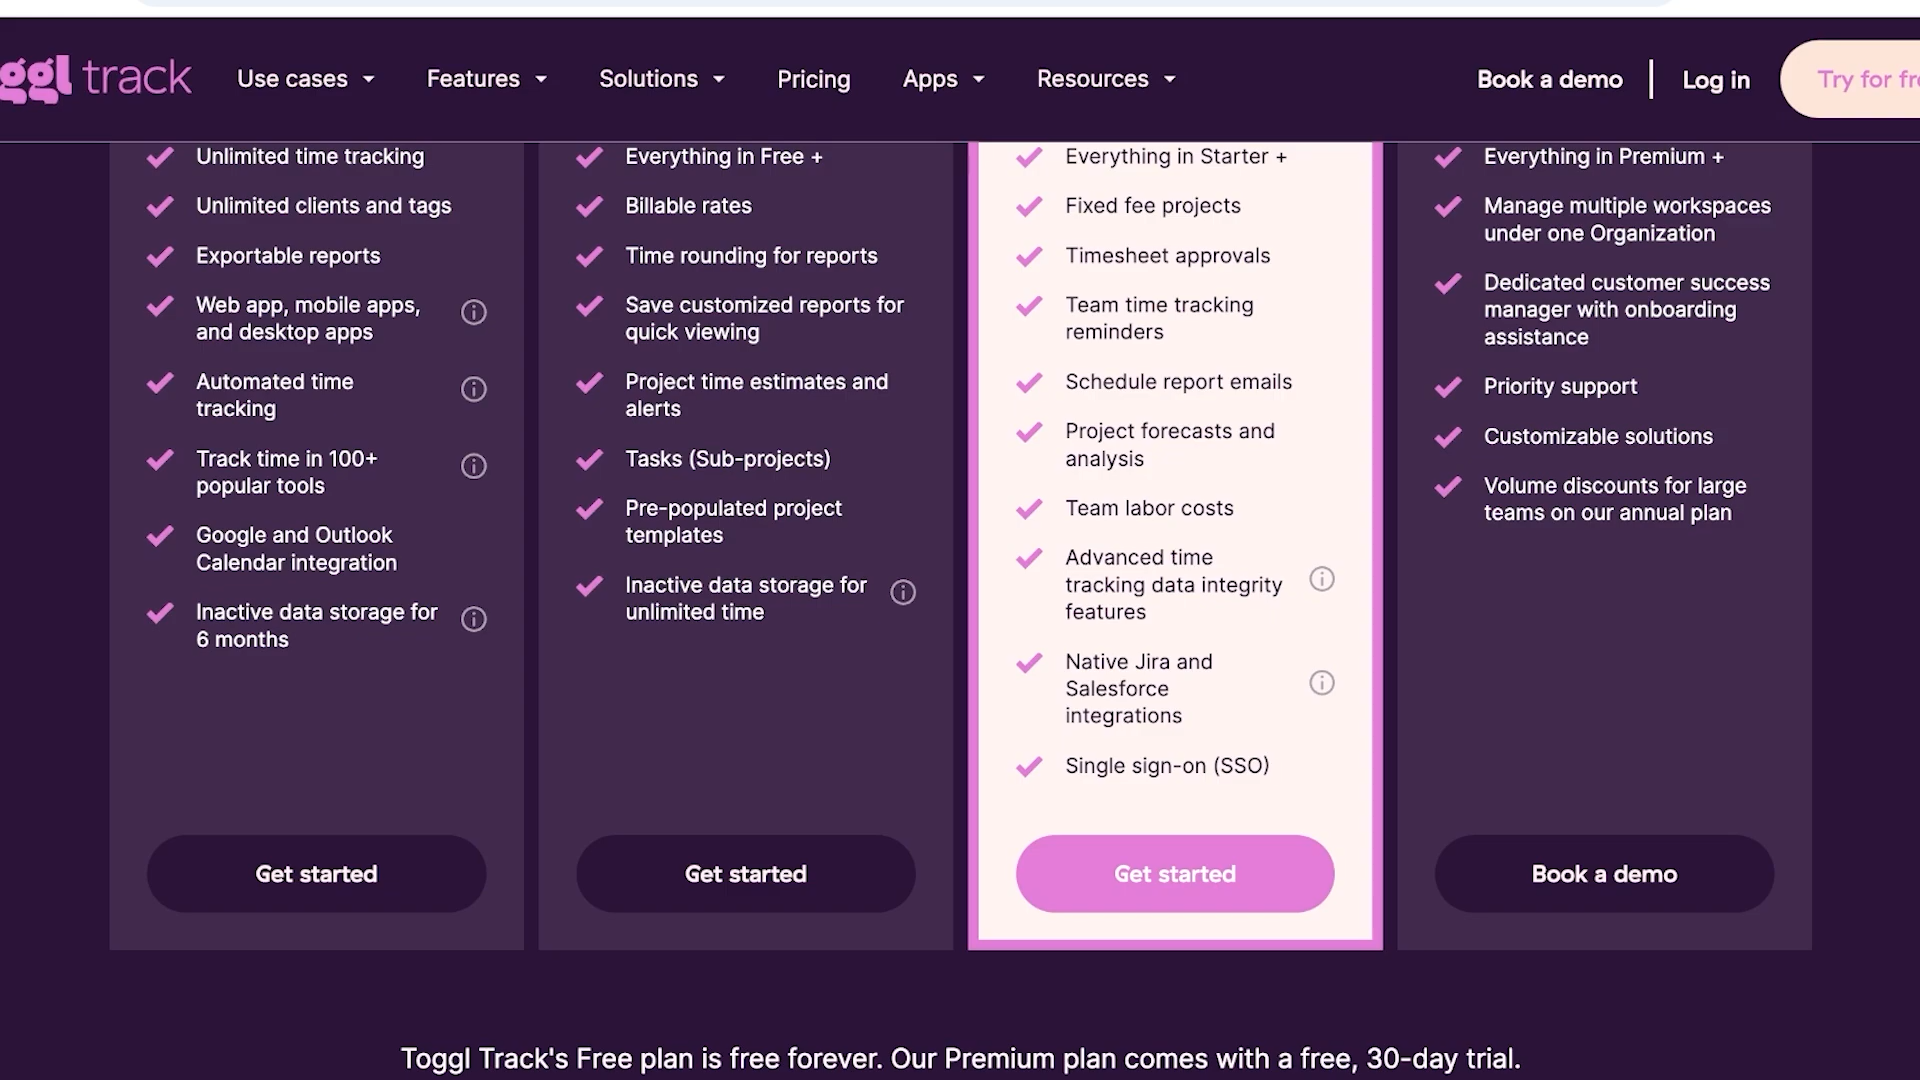 ggl track
Use cases
Features
Solutions
Pricing
Apps
Resources
Book a demo
Log in
Try for
Unlimited time tracking
Unlimited clients and tags
Exportable reports
Web app, mobile apps,
and desktop apps
Automated time
tracking
Track time in 100+
popular tools
Google and Outlook
Calendar integration
Inactive data storage for
6 months
Get started
Everything in Free +
Billable rates
Time rounding for reports
Save customized reports for
quick viewing
Project time estimates and
alerts
Tasks (Sub-projects)
Pre-populated project
templates
Inactive data storage for
unlimited time
Get started
Everything in Starter +
Fixed fee projects
Timesheet approvals
Team time tracking
reminders
Schedule report emails
Project forecasts and
analysis
Team labor costs
Advanced time
tracking data integrity
features
Native Jira and
Salesforce
integrations
Single sign-on (SSO)
Get started
Everything in Premium +
Manage multiple workspaces
under one Organization
Dedicated customer success
manager with onboarding
assistance
Priority support
Customizable solutions
Volume discounts for large
teams on our annual plan
Book a demo
Toggl Track's Free plan is free forever. Our Premium plan comes with a free, 30-day trial.